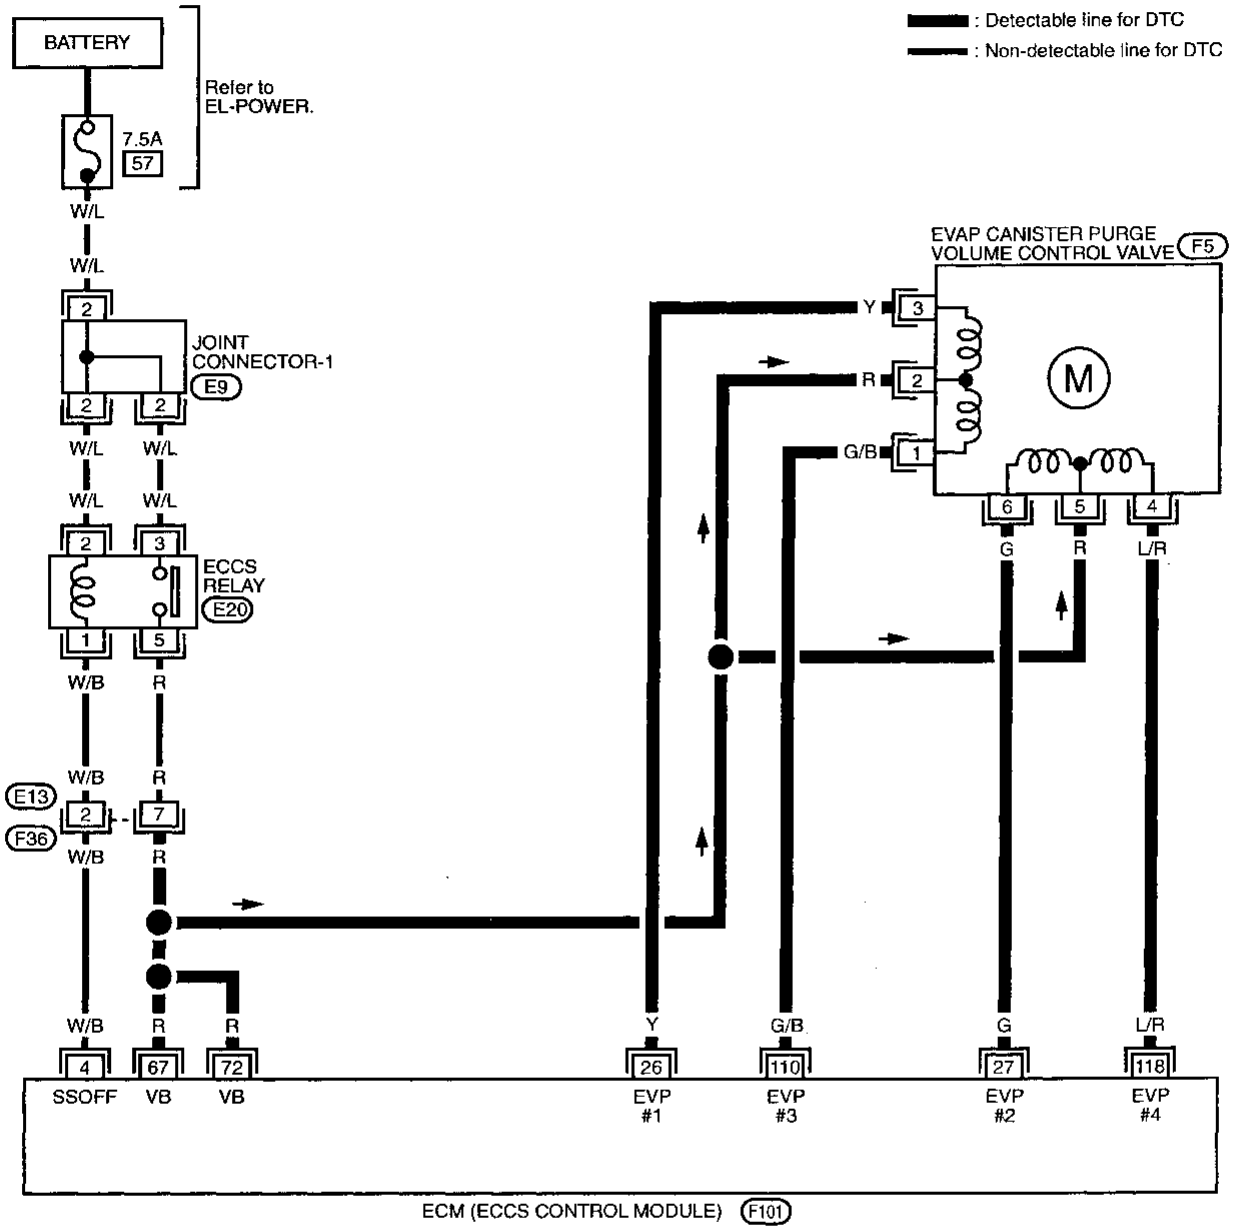 : Detectable line for DTC
: Non-detectable line for DTC
BATTERY
Refer to
EL-POWER.
7.5A
57
W/L
W/L
2
JOINT
CONNECTOR-1
E9
2 2
W/L W/L
W/L W/L
2 3
ECCS
RELAY
E20
1 5
W/B R
W/B R
E13
2 7
F36
W/B R
EVAP CANISTER PURGE
VOLUME CONTROL VALVE F5
Y 3
R 2
G/B 1
M
6 5 4
G R L/R
W/B R R Y G/B G L/R
4 67 72 26 110 27 118
SSOFF VB VB EVP EVP EVP EVP
#1 #3 #2 #4
ECM (ECCS CONTROL MODULE) F101